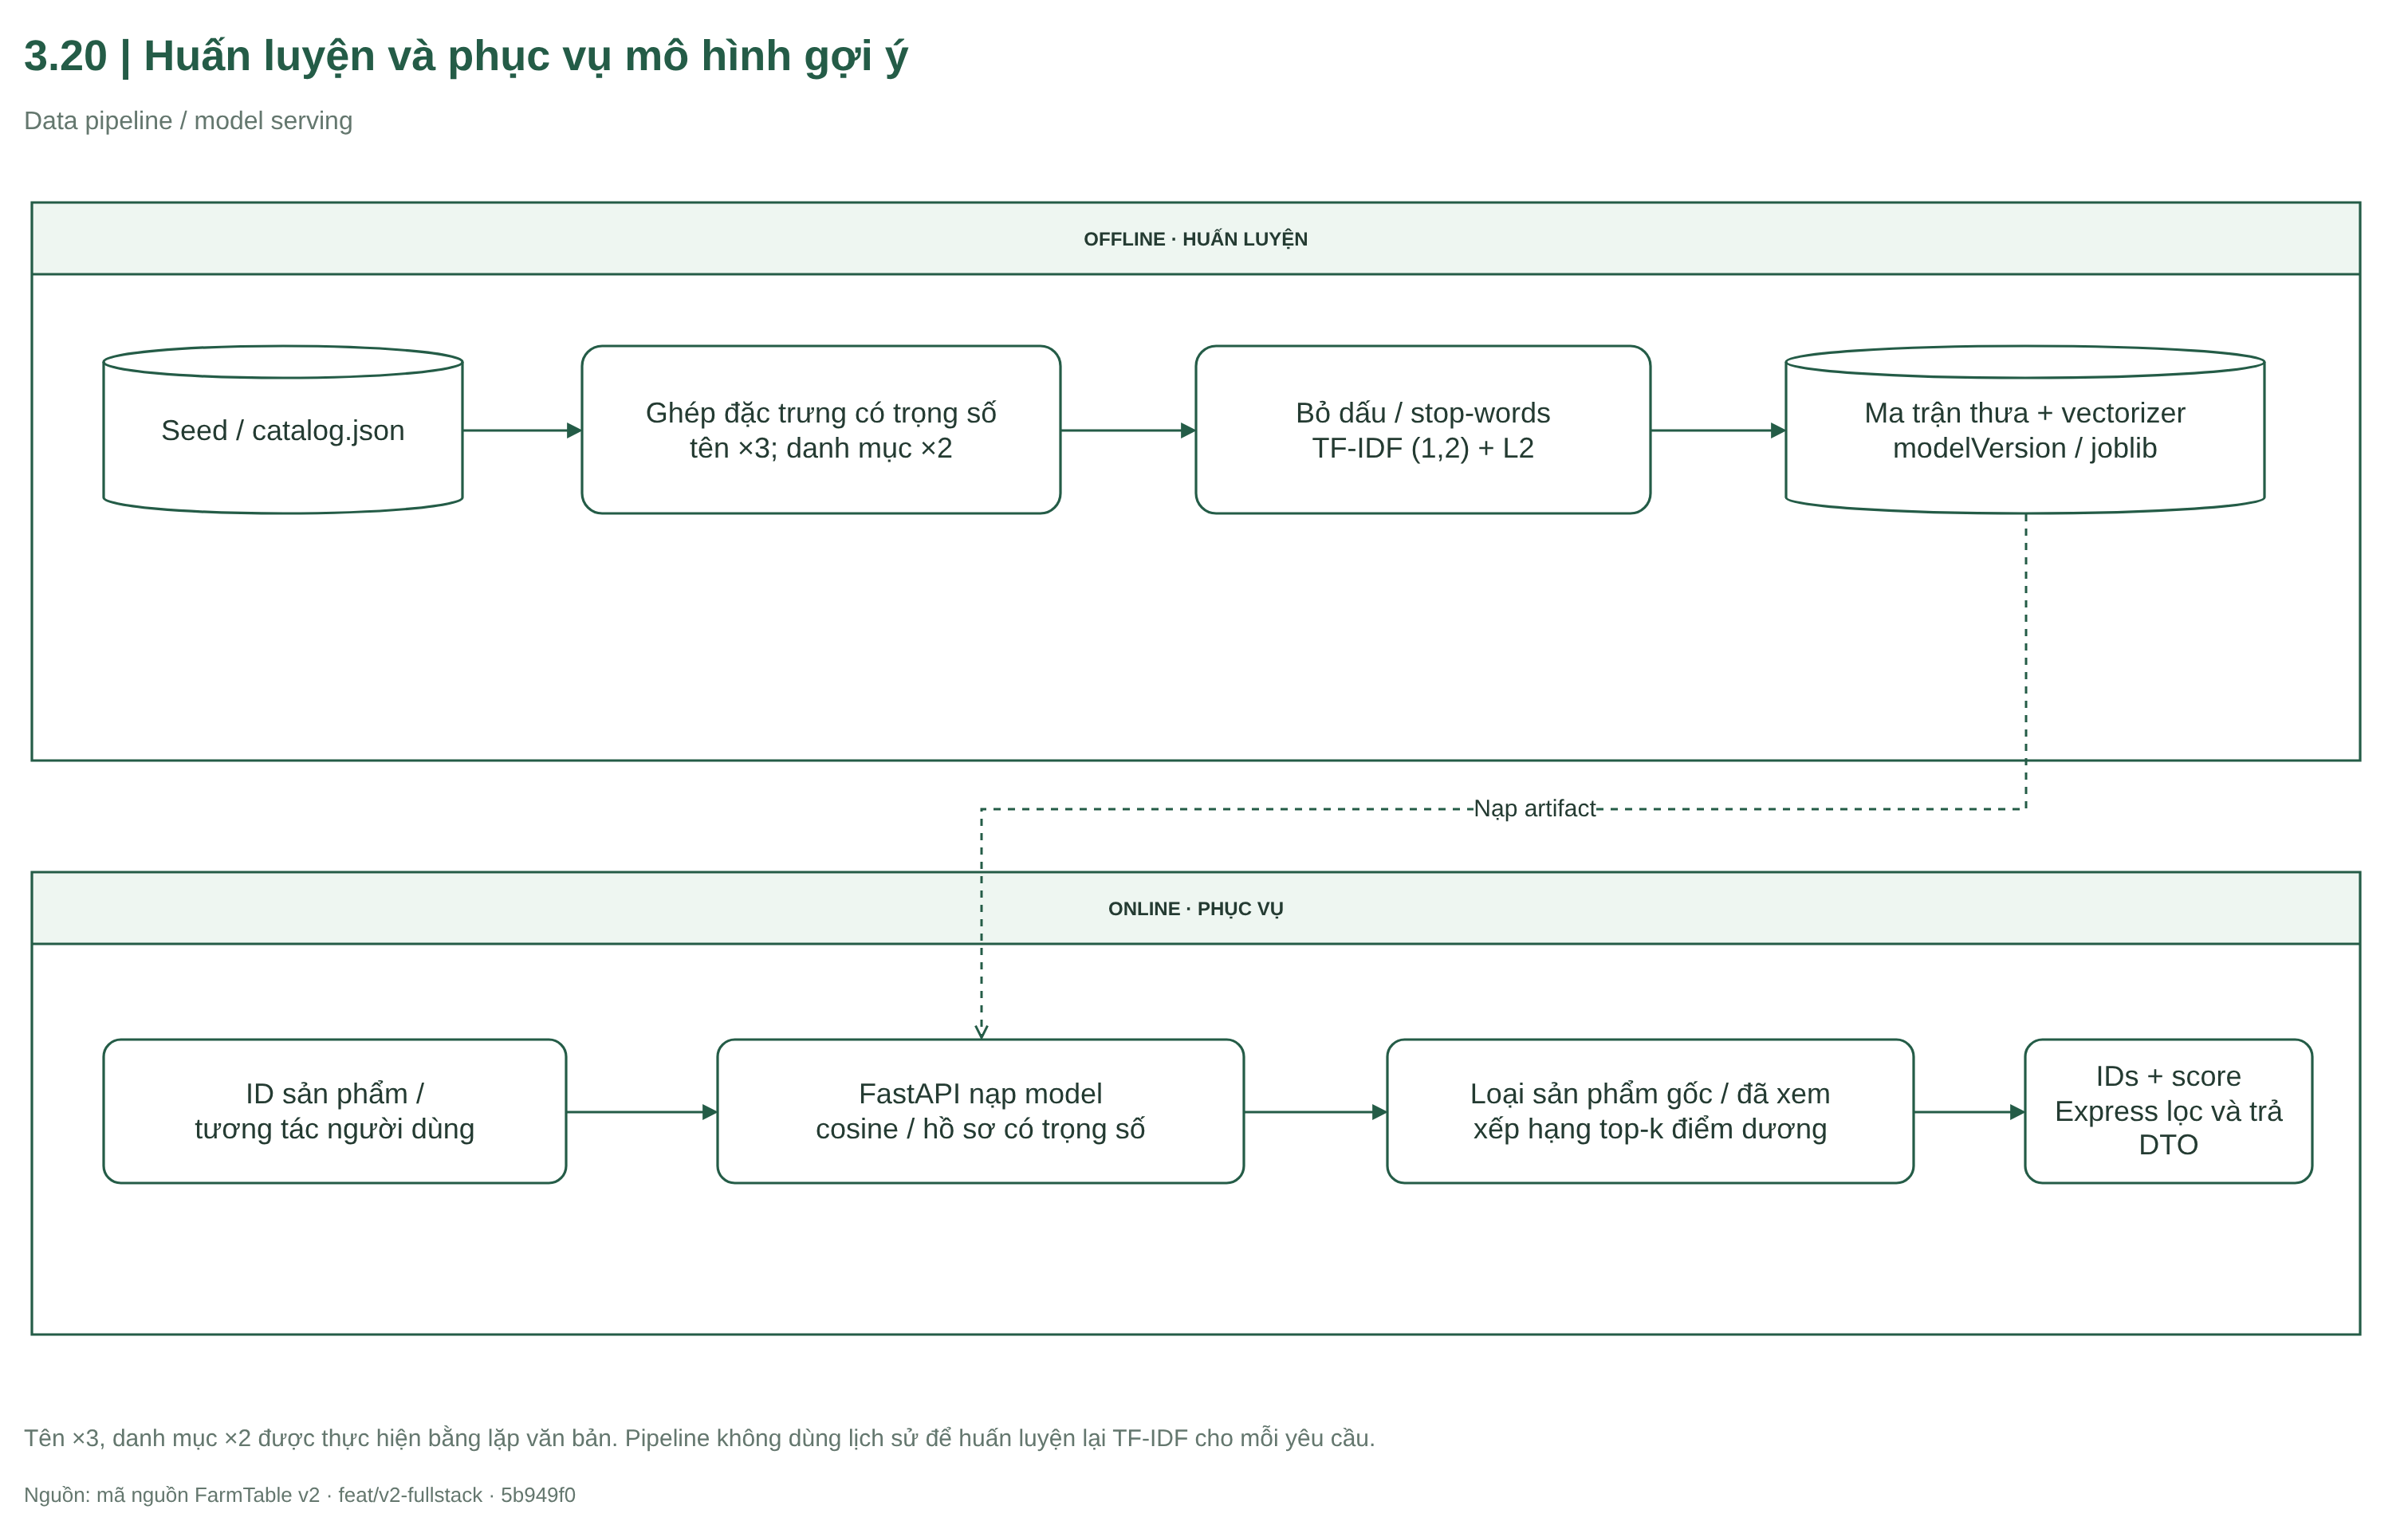 3.20 | Huấn luyện và phục vụ mô hình gợi ý
Data pipeline / model serving
OFFLINE · HUẤN LUYỆN
Seed / catalog.json
Ghép đặc trưng có trọng số
tên ×3; danh mục ×2
Bỏ dấu / stop-words
TF-IDF (1,2) + L2
Ma trận thưa + vectorizer
modelVersion / joblib
Nạp artifact
ONLINE · PHỤC VỤ
ID sản phẩm /
tương tác người dùng
FastAPI nạp model
cosine / hồ sơ có trọng số
Loại sản phẩm gốc / đã xem
xếp hạng top-k điểm dương
IDs + score
Express lọc và trả
DTO
Tên ×3, danh mục ×2 được thực hiện bằng lặp văn bản. Pipeline không dùng lịch sử để huấn luyện lại TF-IDF cho mỗi yêu cầu.
Nguồn: mã nguồn FarmTable v2 · feat/v2-fullstack · 5b949f0